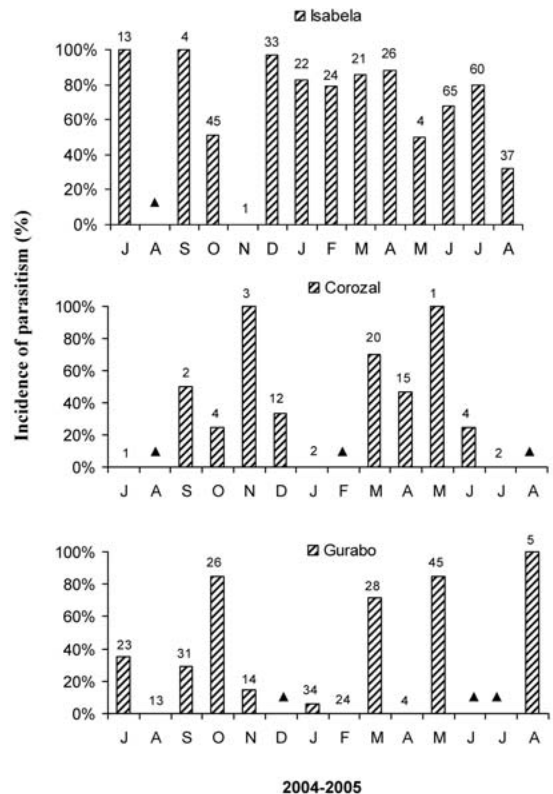 Isabela
13 4 45 1 33 22 24 21 26 4 65 60 37
100%
80%
60%
40%
20%
0%
J A S O N D J F M A M J J A
Incidence of parasitism (%)
Corozal
1 2 4 3 12 2 20 15 1 4 2
100%
80%
60%
40%
20%
0%
J A S O N D J F M A M J J A
Gurabo
23 13 31 26 14 34 24 28 4 45 5
100%
80%
60%
40%
20%
0%
J A S O N D J F M A M J J A
2004-2005